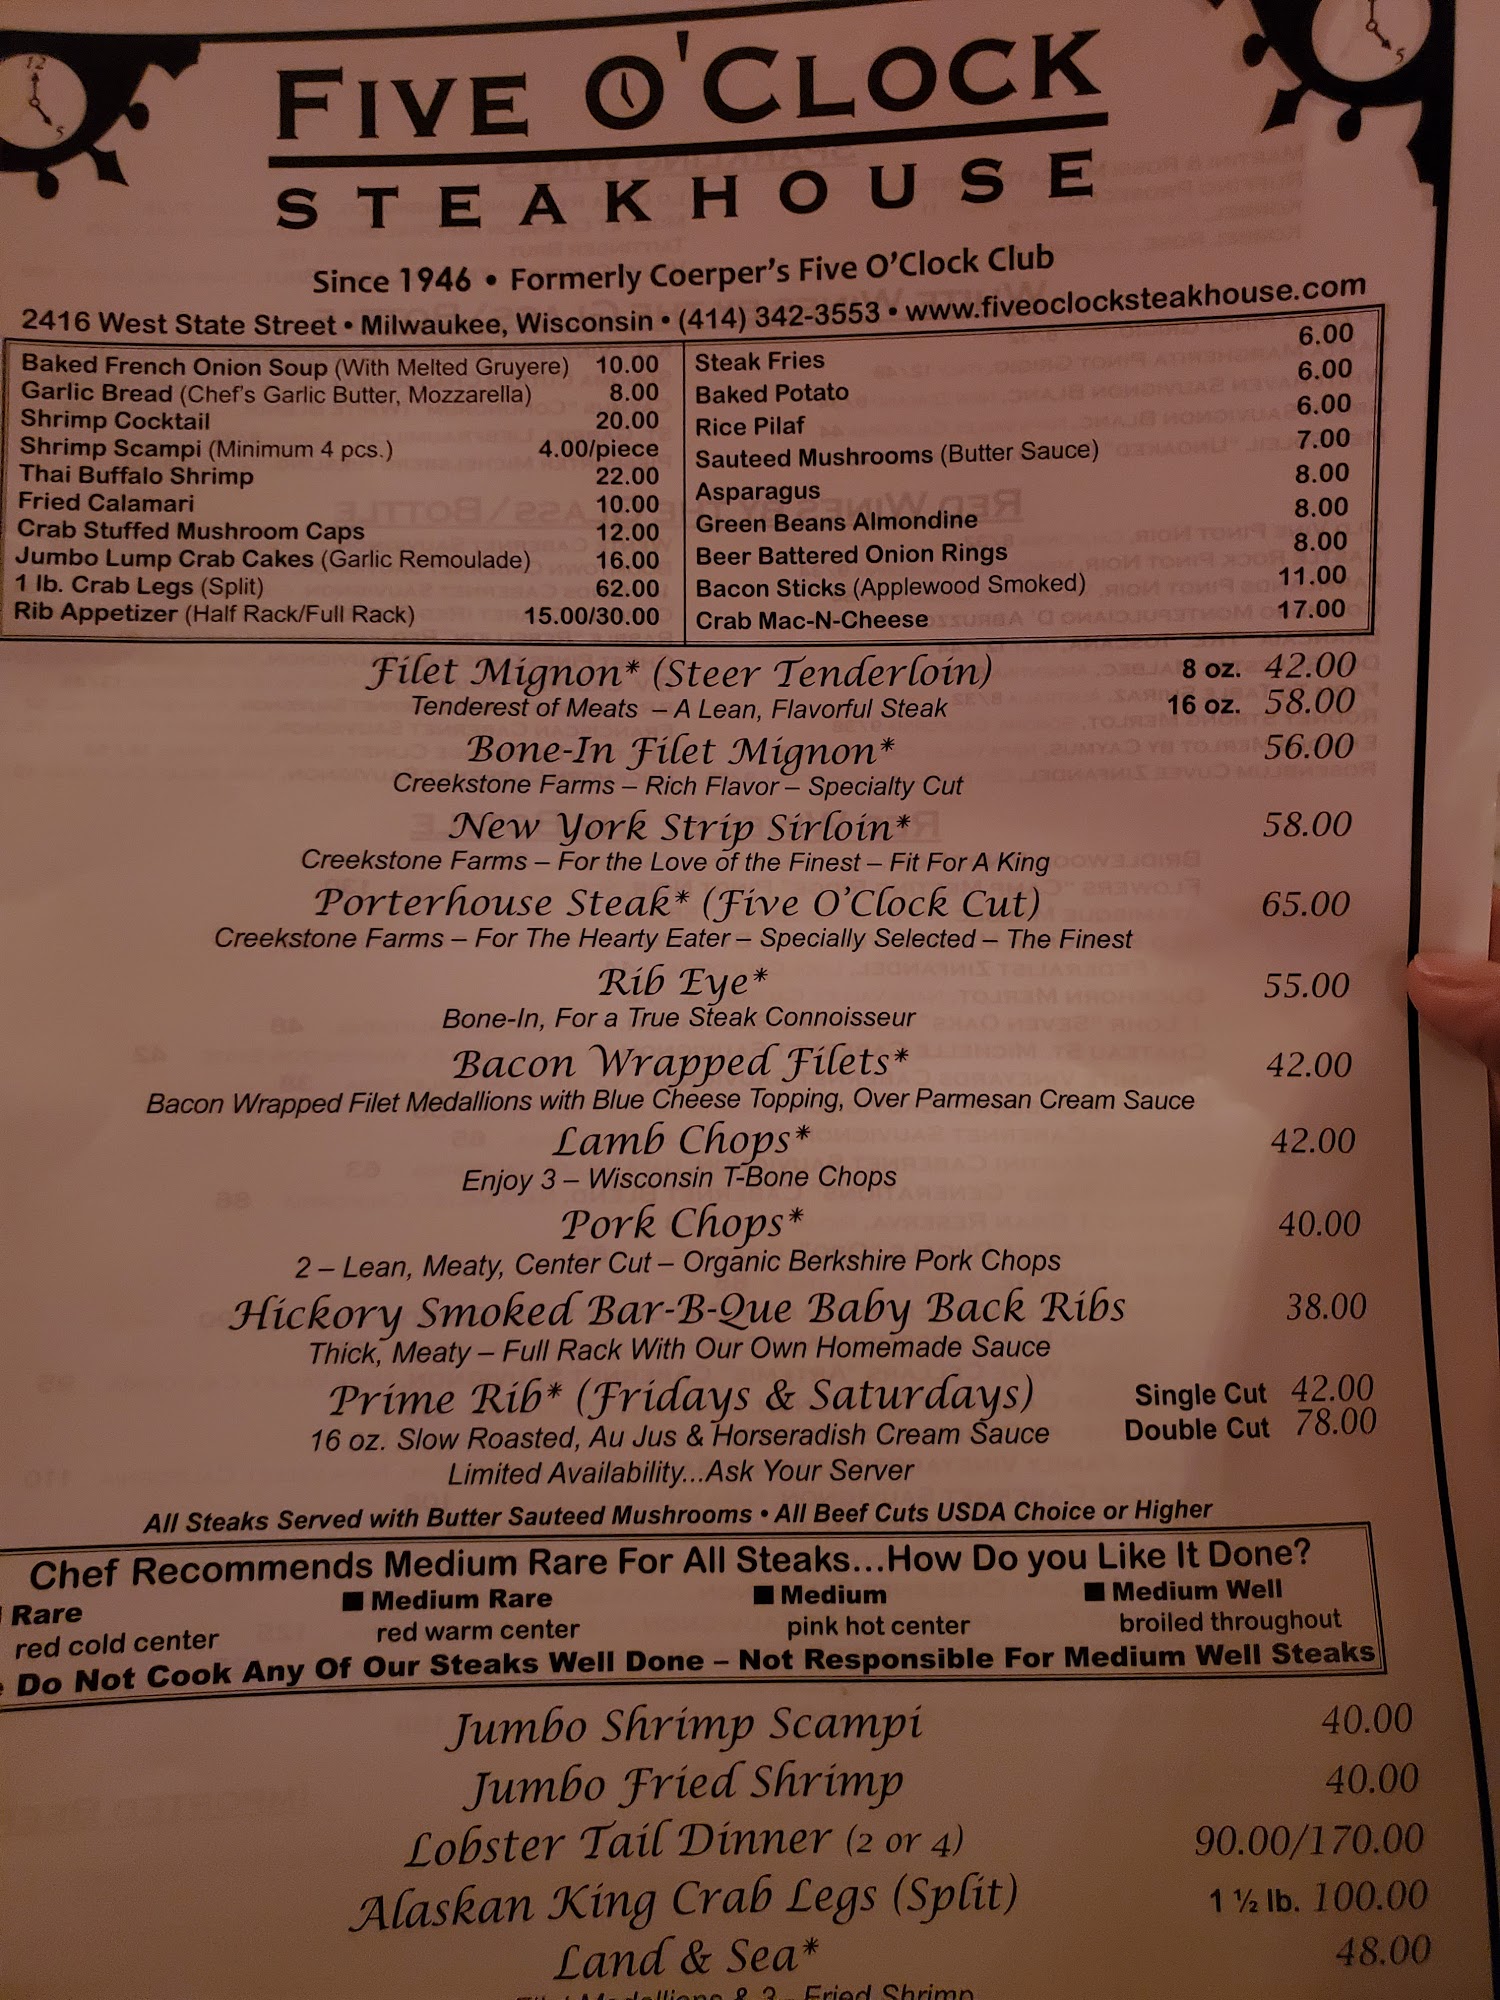 FIVE O'CLOCK
STEAKHOUSE
Since 1946 • Formerly Coerper's Five O'Clock Club
2416 West State Street • Milwaukee, Wisconsin • (414) 342-3553 • www.fiveoclocksteakhouse.com
Baked French Onion Soup (With Melted Gruyere) 10.00
Garlic Bread (Chef's Garlic Butter, Mozzarella) 8.00
Shrimp Cocktail 20.00
Shrimp Scampi (Minimum 4 pcs.) 4.00/piece
Thai Buffalo Shrimp 22.00
Fried Calamari 10.00
Crab Stuffed Mushroom Caps 12.00
Jumbo Lump Crab Cakes (Garlic Remoulade) 16.00
1 lb. Crab Legs (Split) 62.00
Rib Appetizer (Half Rack/Full Rack) 15.00/30.00
Steak Fries 6.00
Baked Potato 6.00
Rice Pilaf 6.00
Sauteed Mushrooms (Butter Sauce) 7.00
Asparagus 8.00
Green Beans Almondine 8.00
Beer Battered Onion Rings 8.00
Bacon Sticks (Applewood Smoked) 11.00
Crab Mac-N-Cheese 17.00
Filet Mignon* (Steer Tenderloin) 8 oz. 42.00
Tenderest of Meats – A Lean, Flavorful Steak 16 oz. 58.00
Bone-In Filet Mignon* 56.00
Creekstone Farms – Rich Flavor – Specialty Cut
New York Strip Sirloin* 58.00
Creekstone Farms – For the Love of the Finest – Fit For A King
Porterhouse Steak* (Five O'Clock Cut) 65.00
Creekstone Farms – For The Hearty Eater – Specially Selected – The Finest
Rib Eye* 55.00
Bone-In, For a True Steak Connoisseur
Bacon Wrapped Filets* 42.00
Bacon Wrapped Filet Medallions with Blue Cheese Topping, Over Parmesan Cream Sauce
Lamb Chops* 42.00
Enjoy 3 – Wisconsin T-Bone Chops
Pork Chops* 40.00
2 – Lean, Meaty, Center Cut – Organic Berkshire Pork Chops
Hickory Smoked Bar-B-Que Baby Back Ribs 38.00
Thick, Meaty – Full Rack With Our Own Homemade Sauce
Prime Rib* (Fridays & Saturdays) Single Cut 42.00
16 oz. Slow Roasted, Au Jus & Horseradish Cream Sauce Double Cut 78.00
Limited Availability...Ask Your Server
All Steaks Served with Butter Sauteed Mushrooms • All Beef Cuts USDA Choice or Higher
Chef Recommends Medium Rare For All Steaks...How Do you Like It Done?
■ Rare ■ Medium Rare ■ Medium ■ Medium Well
red cold center red warm center pink hot center broiled throughout
Do Not Cook Any Of Our Steaks Well Done – Not Responsible For Medium Well Steaks
Jumbo Shrimp Scampi 40.00
Jumbo Fried Shrimp 40.00
Lobster Tail Dinner (2 or 4) 90.00/170.00
Alaskan King Crab Legs (Split) 1 ½ lb. 100.00
Land & Sea* 48.00
Medallions & 3 - Fried Shrimp